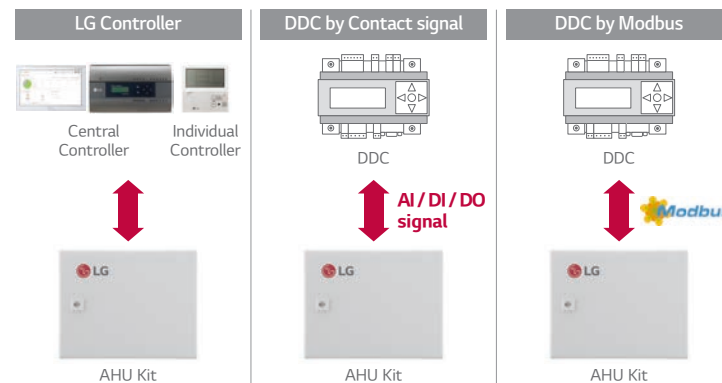 LG Controller
Central
Controller
Individual
Controller
LG
AHU Kit
DDC by Contact signal
DDC
AI / DI / DO
signal
LG
AHU Kit
DDC by Modbus
DDC
Modbus
LG
AHU Kit